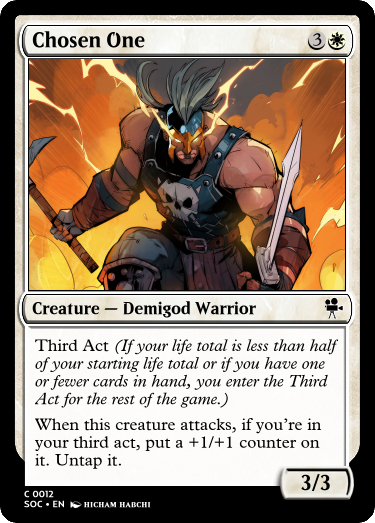 Chosen One 3
Creature — Demigod Warrior
Third Act (If your life total is less than half
of your starting life total or if you have one
or fewer cards in hand, you enter the Third
Act for the rest of the game.)
When this creature attacks, if you're in
your third act, put a +1/+1 counter on
it. Untap it.
3/3
C 0012
SOC • EN HICHAM HABCHI